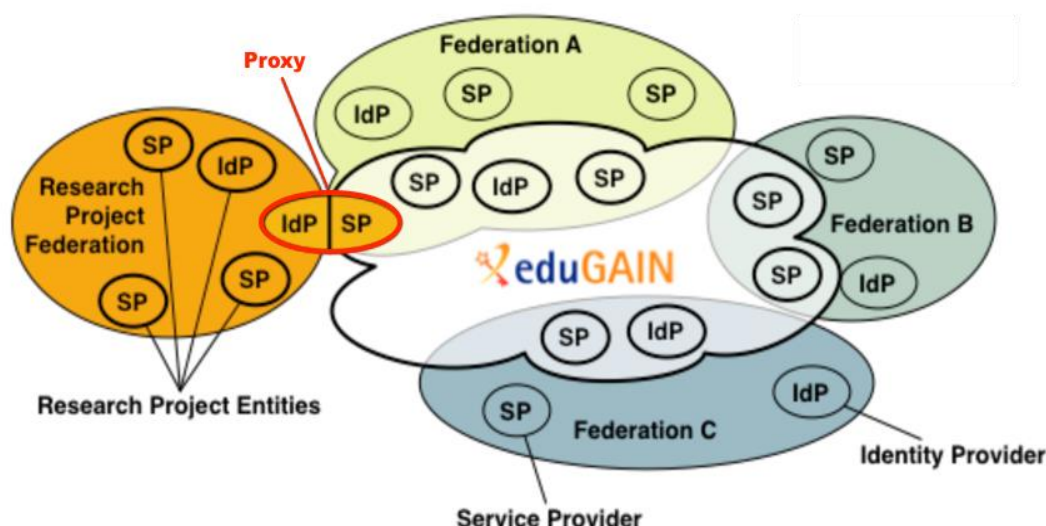 Federation A
Proxy
SP
SP
IdP
SP
IdP
SP
IdP
SP
SP
SP
Research
Project
Federation
IdP
SP
SP
Federation B
eduGAIN
SP
SP
SP
IdP
SP
IdP
IdP
SP
Federation C
Research Project Entities
Identity Provider
Service Provider